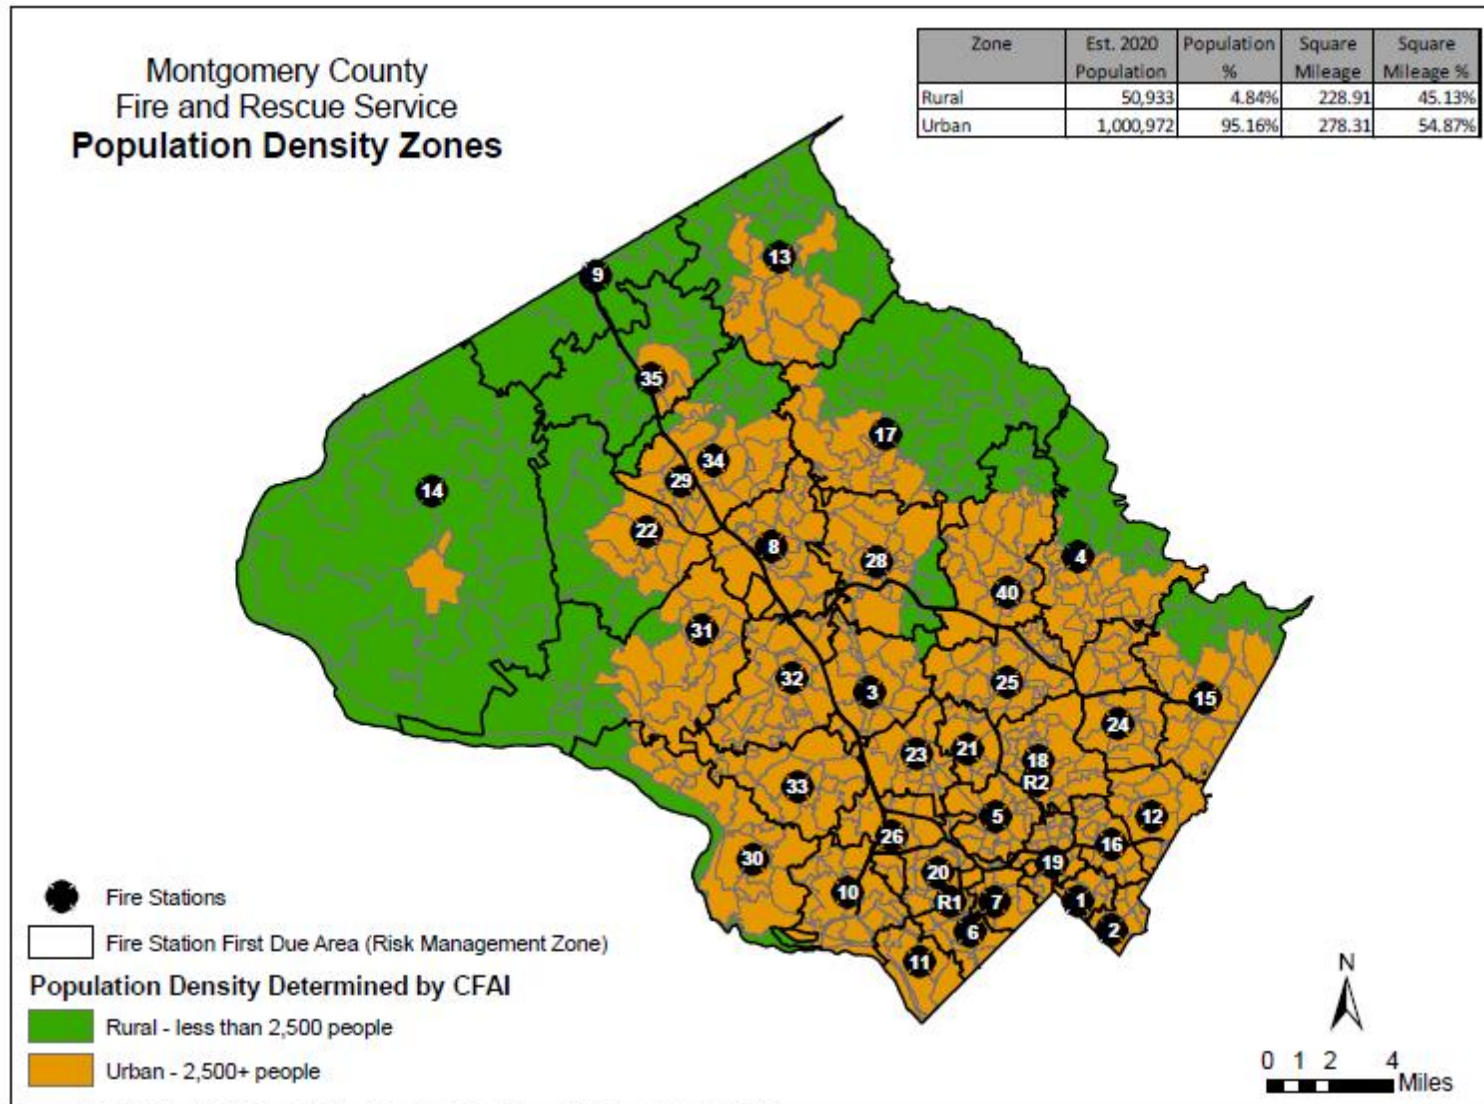 Montgomery County
Fire and Rescue Service
Population Density Zones
Zone Est. 2020 Population Population % Square Mileage Square Mileage %
Rural 50,933 4.84% 228.91 45.13%
Urban 1,000,972 95.16% 278.31 54.87%
13
9
35
17
34
29
14
22
8
28
4
40
31
32
3
25
15
24
23
21
18
R2
33
5
12
26
16
30
19
20
10
R1
7
1
6
2
11
Fire Stations
Fire Station First Due Area (Risk Management Zone)
Population Density Determined by CFAI
Rural - less than 2,500 people
Urban - 2,500+ people
N
0 1 2 4
Miles